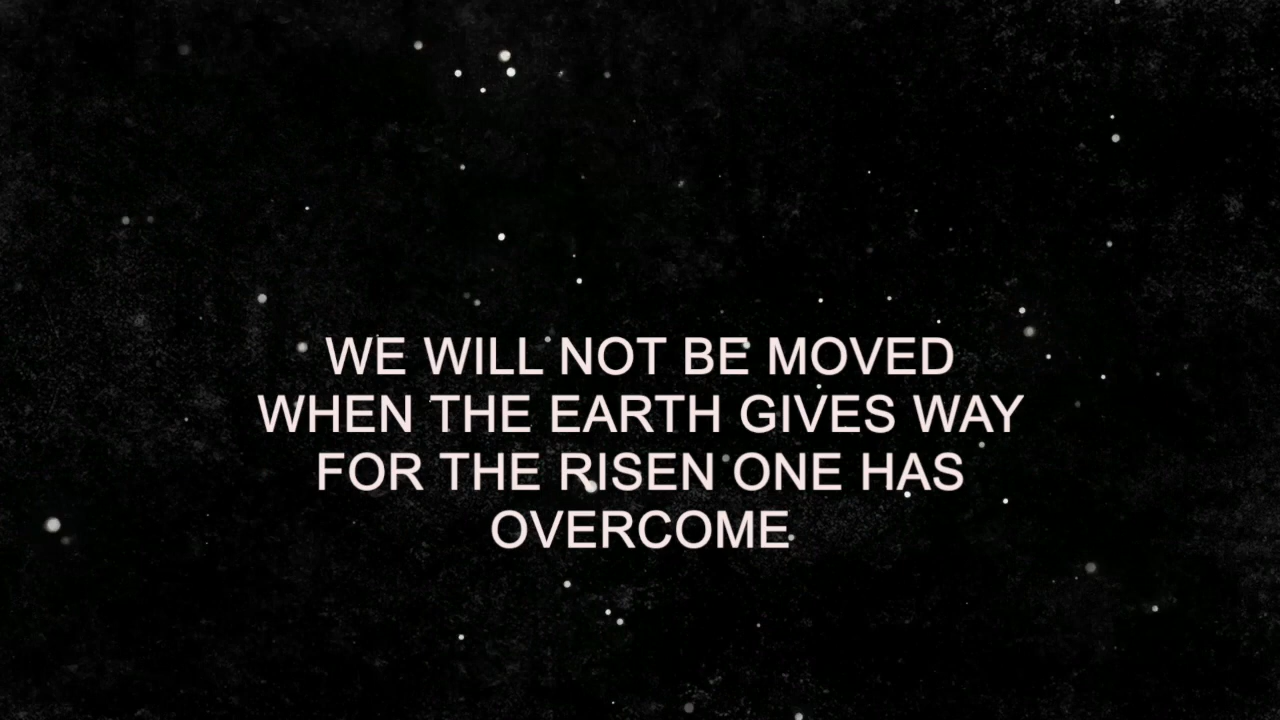 WE WILL NOT BE MOVED
WHEN THE EARTH GIVES WAY
FOR THE RISEN ONE HAS
OVERCOME